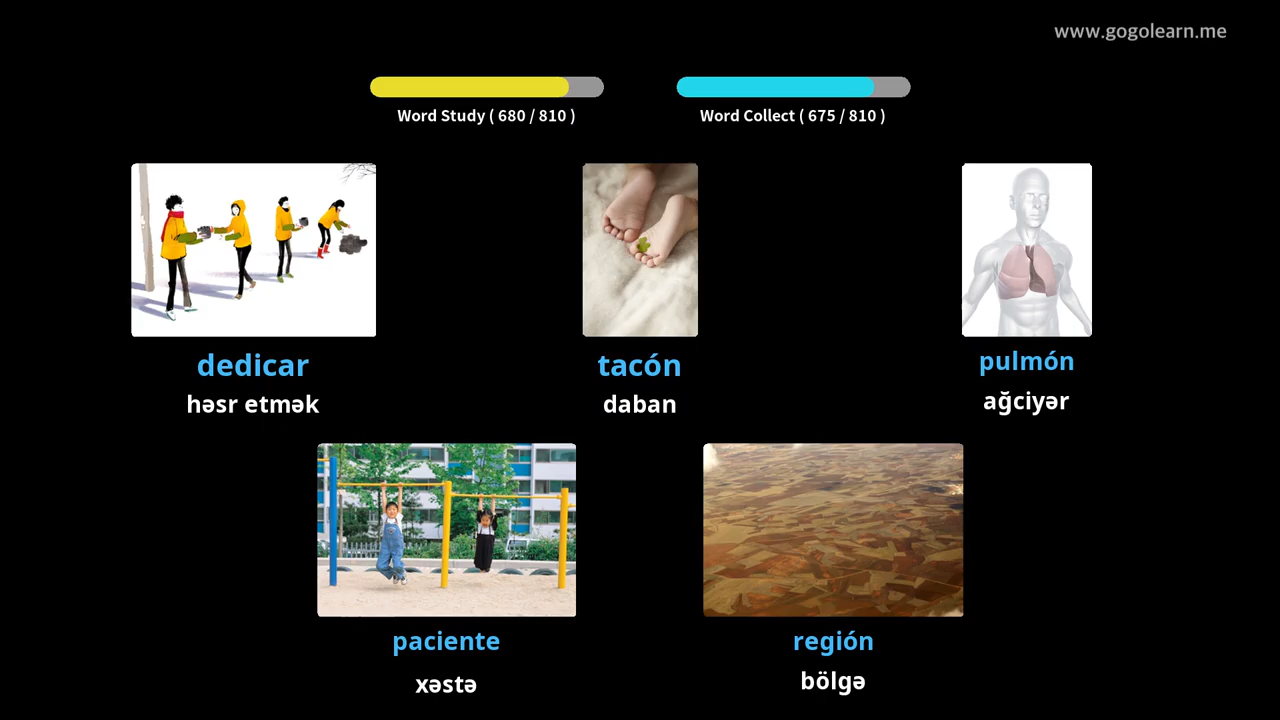 www.gogolearn.me
Word Study ( 680 / 810 )
Word Collect ( 675 / 810 )
dedicar
həsr etmək
tacón
daban
pulmón
ağciyər
paciente
xəstə
región
bölgə